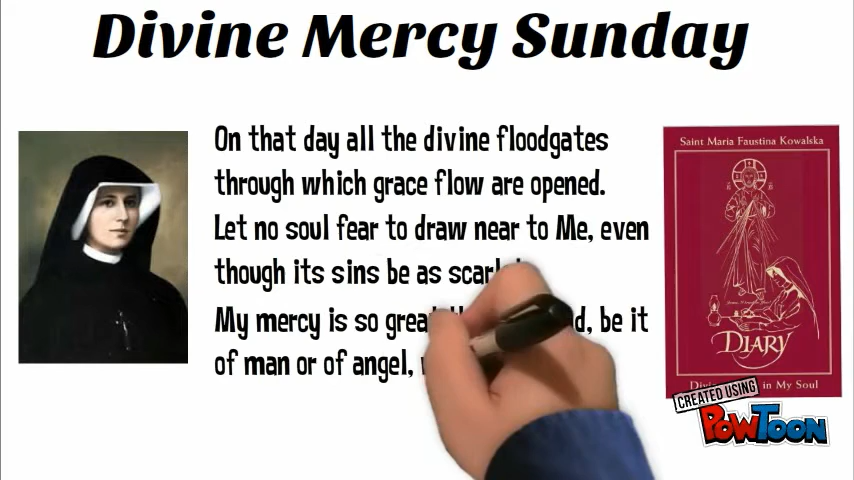 Divine Mercy Sunday
On that day all the divine floodgates
through which grace flow are opened.
Let no soul fear to draw near to Me, even
though its sins be as
My mercy is so be it
of man or of angel,
Saint Maria Faustina Kowalska
DIARY
in My Soul
CREATED USING
POWTOON